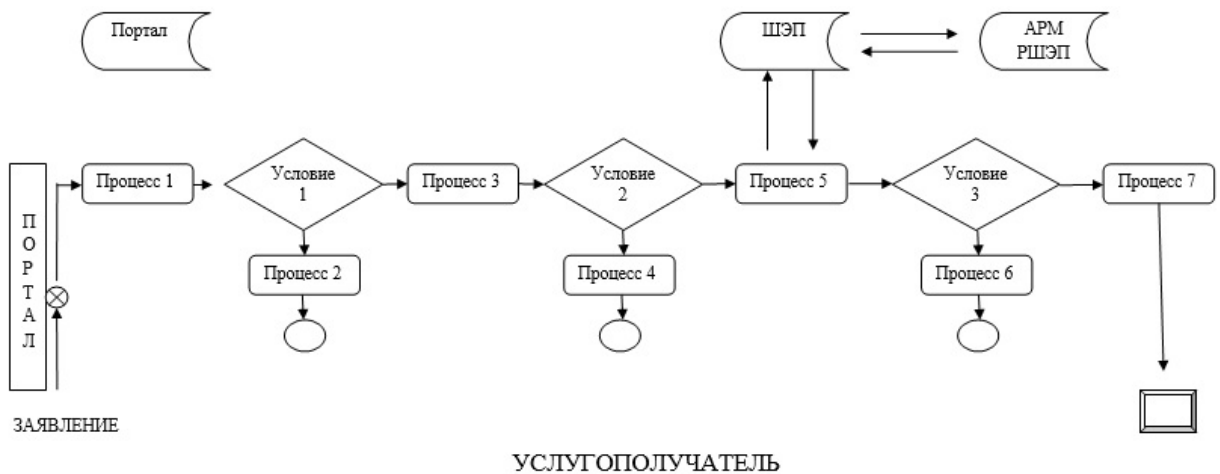 Портал
ШЭП
АРМ
РШЭП
ПОРТАЛ
Процесс 1
Условие
1
Процесс 3
Условие
2
Процесс 5
Условие
3
Процесс 7
Процесс 2
Процесс 4
Процесс 6
ЗАЯВЛЕНИЕ
УСЛУГОПОЛУЧАТЕЛЬ